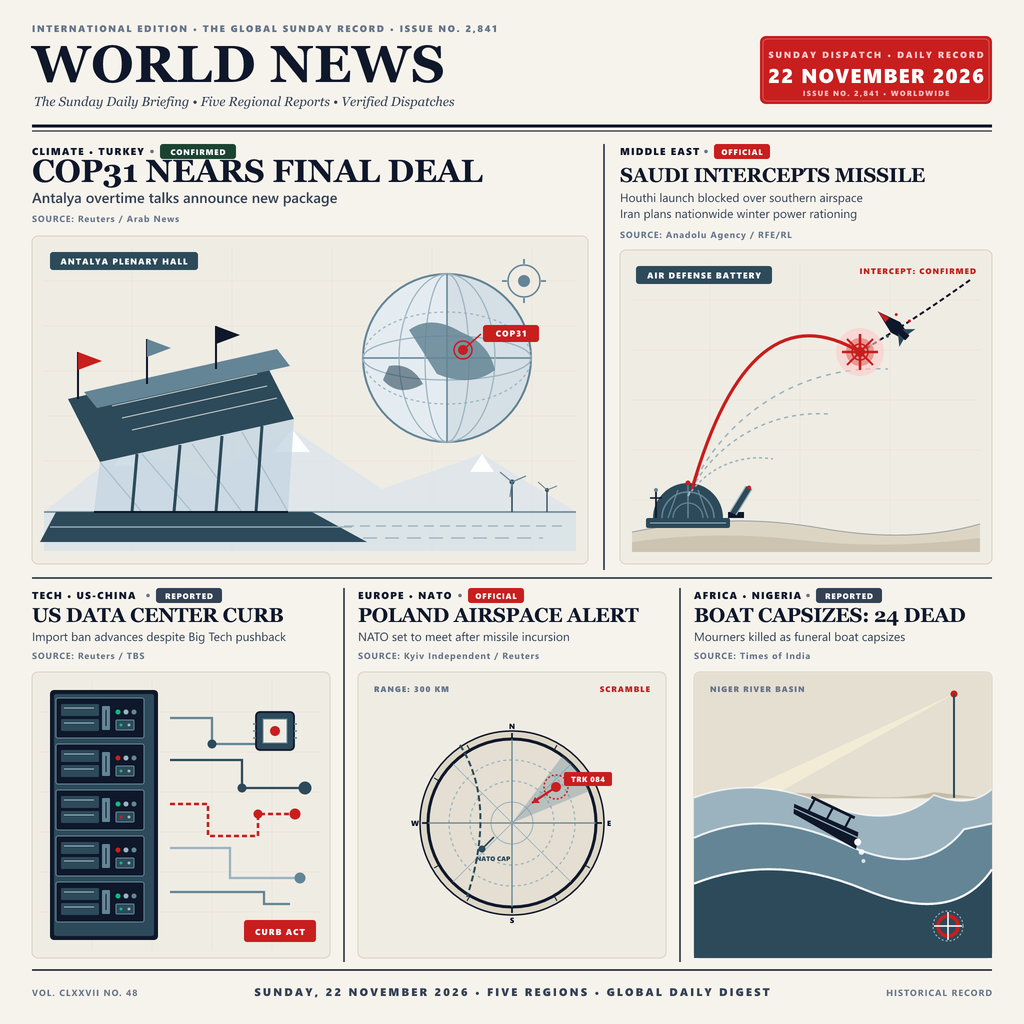 INTERNATIONAL EDITION • THE GLOBAL SUNDAY RECORD • ISSUE NO. 2,841
WORLD NEWS
The Sunday Daily Briefing • Five Regional Reports • Verified Dispatches
SUNDAY DISPATCH • DAILY RECORD
22 NOVEMBER 2026
ISSUE NO. 2,841 • WORLDWIDE
CLIMATE • TURKEY • CONFIRMED
COP31 NEARS FINAL DEAL
Antalya overtime talks announce new package
SOURCE: Reuters / Arab News
ANTALYA PLENARY HALL
COP31
MIDDLE EAST • OFFICIAL
SAUDI INTERCEPTS MISSILE
Houthi launch blocked over southern airspace
Iran plans nationwide winter power rationing
SOURCE: Anadolu Agency / RFE/RL
AIR DEFENSE BATTERY
INTERCEPT: CONFIRMED
TECH • US-CHINA • REPORTED
US DATA CENTER CURB
Import ban advances despite Big Tech pushback
SOURCE: Reuters / TBS
CURB ACT
EUROPE • NATO • OFFICIAL
POLAND AIRSPACE ALERT
NATO set to meet after missile incursion
SOURCE: Kyiv Independent / Reuters
RANGE: 300 KM
SCRAMBLE
N
TRK 084
W
E
NATO CAP
S
AFRICA • NIGERIA • REPORTED
BOAT CAPSIZES: 24 DEAD
Mourners killed as funeral boat capsizes
SOURCE: Times of India
NIGER RIVER BASIN
VOL. CLXXVII NO. 48
SUNDAY, 22 NOVEMBER 2026 • FIVE REGIONS • GLOBAL DAILY DIGEST
HISTORICAL RECORD